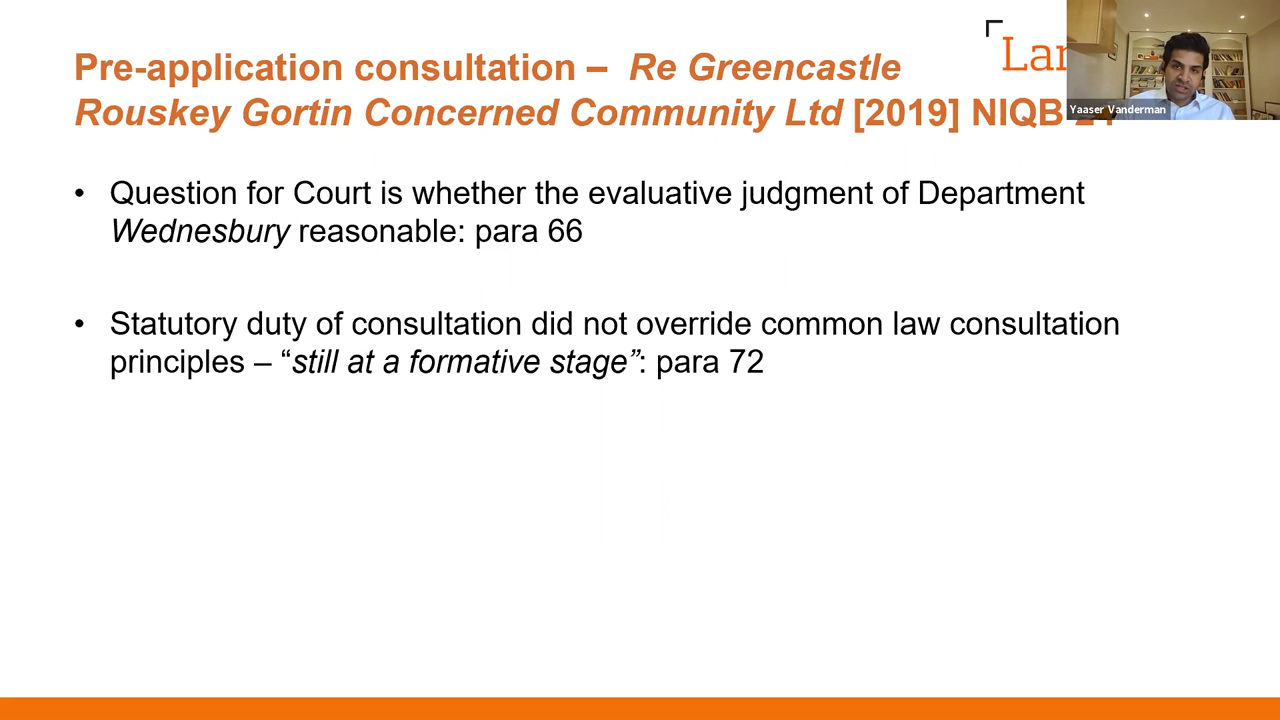 Pre-application consultation – Re Greencastle
Rouskey Gortin Concerned Community Ltd [2019] NIQB
Lan
Yaaser Vanderman
• Question for Court is whether the evaluative judgment of Department
Wednesbury reasonable: para 66
• Statutory duty of consultation did not override common law consultation
principles – “still at a formative stage”: para 72